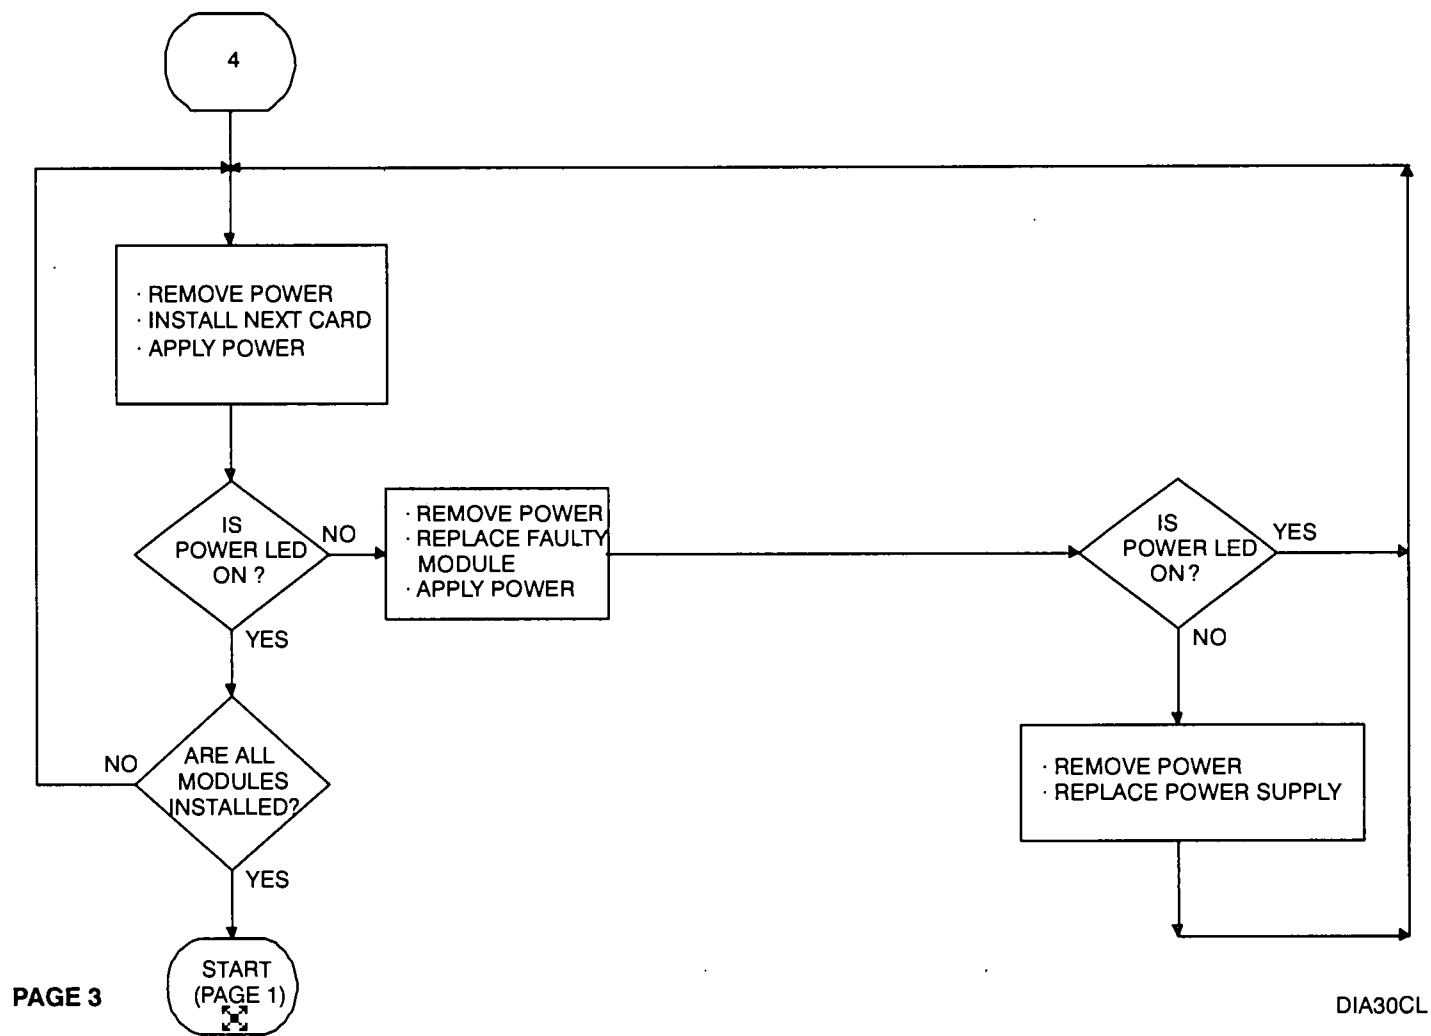 4
· REMOVE POWER
· INSTALL NEXT CARD
· APPLY POWER
IS
POWER LED
ON ?
NO
YES
· REMOVE POWER
· REPLACE FAULTY
MODULE
· APPLY POWER
IS
POWER LED
ON?
YES
NO
· REMOVE POWER
· REPLACE POWER SUPPLY
ARE ALL
MODULES
INSTALLED?
NO
YES
START
(PAGE 1)
PAGE 3
DIA30CL